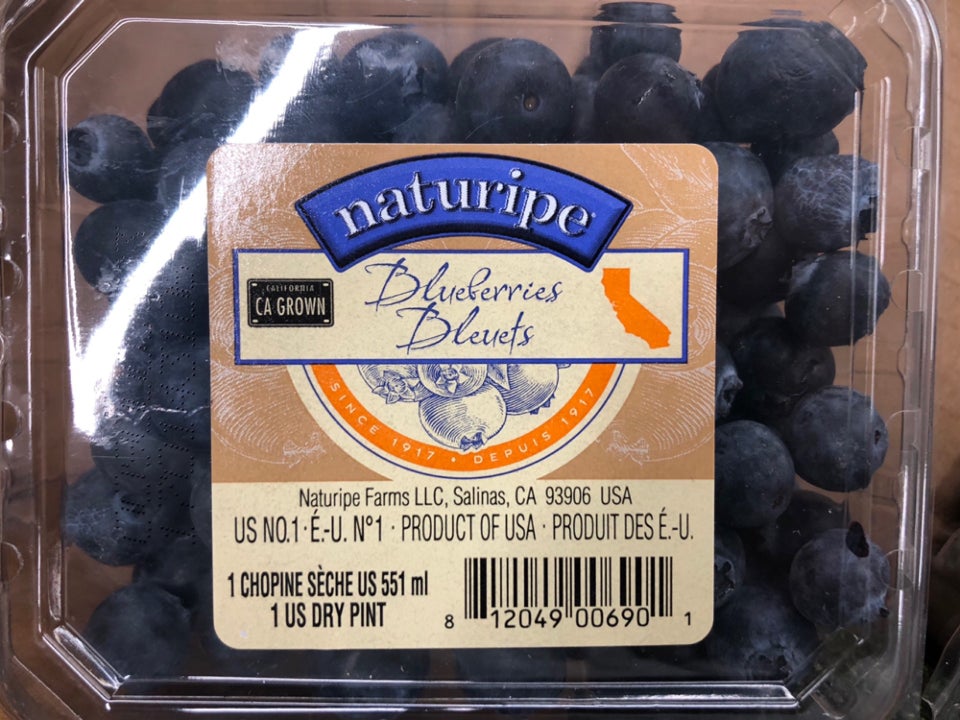 naturipe
CALIFORNIA
CA GROWN
Blueberries
Bleuets
SINCE 1917 • DEPUIS 1917
Naturipe Farms LLC, Salinas, CA 93906 USA
US NO.1 · É.-U. N°1 · PRODUCT OF USA · PRODUIT DES É.-U.
1 CHOPINE SÈCHE US 551 ml
1 US DRY PINT
8 12049 00690 1